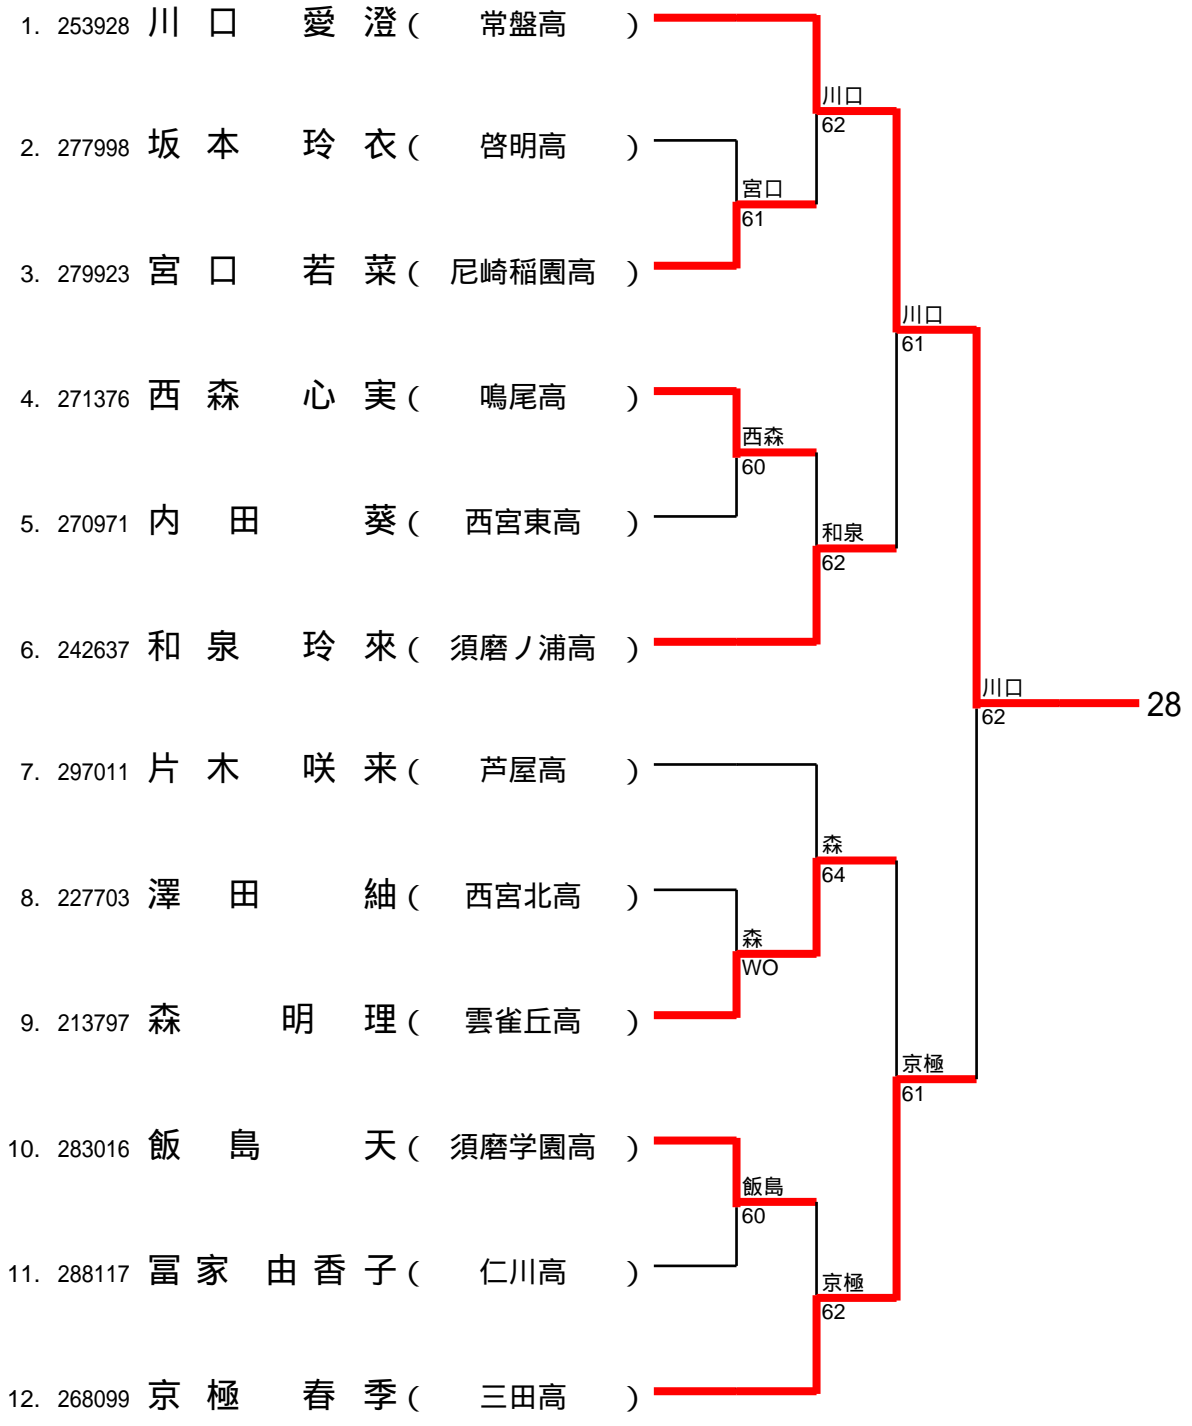 1. 253928 川口 愛澄 ( 常盤高 )
川口
62
2. 277998 坂本 玲衣 ( 啓明高 )
宮口
61
3. 279923 宮口 若菜 ( 尼崎稲園高 )
川口
61
4. 271376 西森 心実 ( 鳴尾高 )
西森
60
5. 270971 内田 葵 ( 西宮東高 )
和泉
62
6. 242637 和泉 玲來 ( 須磨ノ浦高 )
川口
62
28
7. 297011 片木 咲来 ( 芦屋高 )
森
64
8. 227703 澤田 紬 ( 西宮北高 )
森
WO
9. 213797 森 明理 ( 雲雀丘高 )
京極
61
10. 283016 飯島 天 ( 須磨学園高 )
飯島
60
11. 288117 冨家 由香子 ( 仁川高 )
京極
62
12. 268099 京極 春季 ( 三田高 )